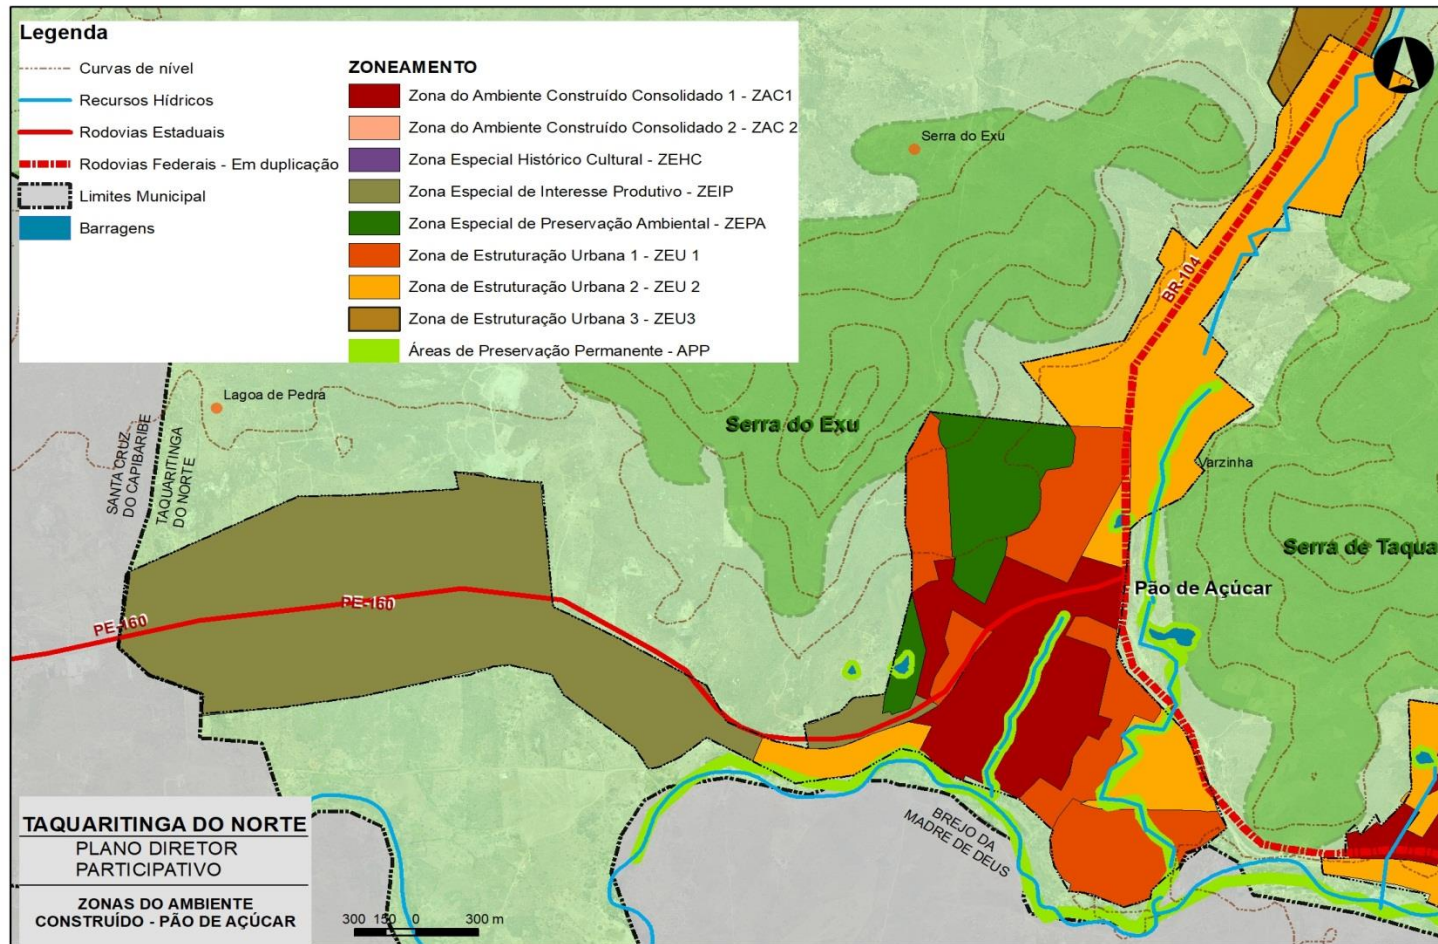 Legenda
Curvas de nível
Recursos Hídricos
Rodovias Estaduais
Rodovias Federais - Em duplicação
Limites Municipal
Barragens
ZONEAMENTO
Zona do Ambiente Construído Consolidado 1 - ZAC1
Zona do Ambiente Construído Consolidado 2 - ZAC 2
Zona Especial Histórico Cultural - ZEHC
Zona Especial de Interesse Produtivo - ZEIP
Zona Especial de Preservação Ambiental - ZEPA
Zona de Estruturação Urbana 1 - ZEU 1
Zona de Estruturação Urbana 2 - ZEU 2
Zona de Estruturação Urbana 3 - ZEU3
Áreas de Preservação Permanente - APP
Serra do Exu
BR-104
Lagoa de Pedra
Serra do Exu
SANTA CRUZ
DO CAPIBARIBE
TAQUARITINGA
DO NORTE
Varzinha
Serra de Taqua
Pão de Açúcar
PE-160
PE-160
BREJO DA
MADRE DE DEUS
TAQUARITINGA DO NORTE
PLANO DIRETOR
PARTICIPATIVO
ZONAS DO AMBIENTE
CONSTRUÍDO - PÃO DE AÇÚCAR
300 150 0 300 m